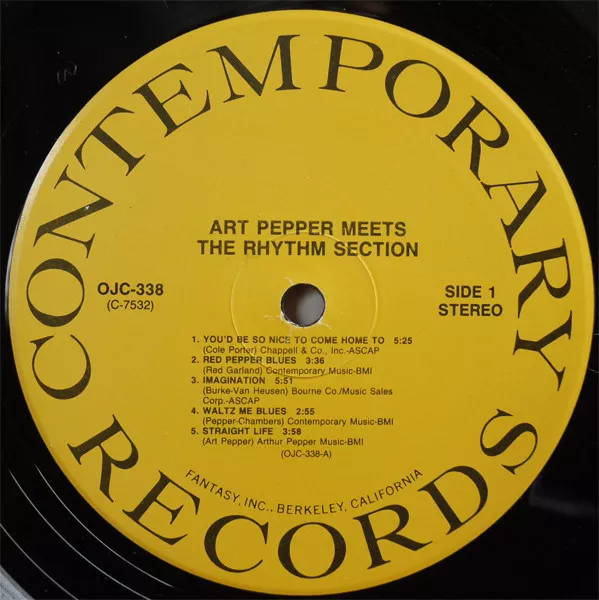 CONTEMPORARY RECORDS
ART PEPPER MEETS
THE RHYTHM SECTION
OJC-338
(C-7532)
SIDE 1
STEREO
1. YOU'D BE SO NICE TO COME HOME TO 5:25
(Cole Porter) Chappell & Co., Inc.-ASCAP
2. RED PEPPER BLUES 3:36
(Red Garland) Contemporary Music-BMI
3. IMAGINATION 5:51
(Burke-Van Heusen) Bourne Co./Music Sales
Corp.-ASCAP
4. WALTZ ME BLUES 2:55
(Pepper-Chambers) Contemporary Music-BMI
5. STRAIGHT LIFE 3:58
(Art Pepper) Arthur Pepper Music-BMI
(OJC-338-A)
FANTASY, INC., BERKELEY, CALIFORNIA